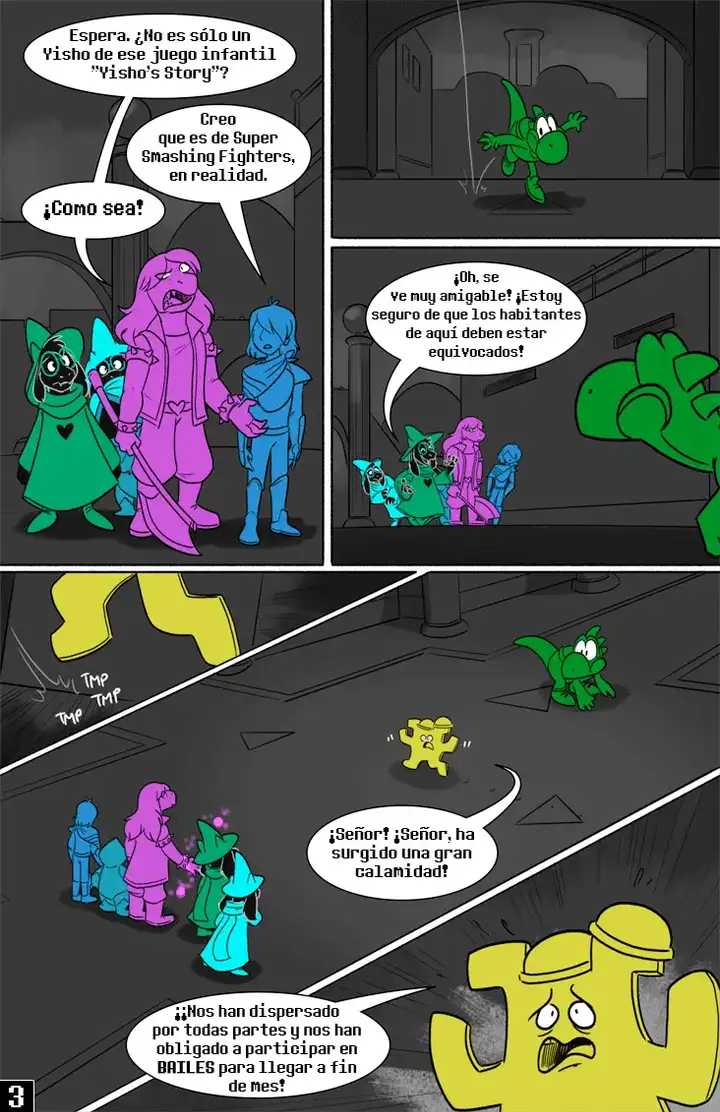 Espera. ¿No es sólo un
Yisho de ese juego infantil
"Yisho's Story"?
Creo
que es de Super
Smashing Fighters,
en realidad.
¡Como sea!
¡Oh, se
ve muy amigable! ¡Estoy
seguro de que los habitantes
de aquí deben estar
equivocados!
TMP
TMP
TMP
¡Señor! ¡Señor, ha
surgido una gran
calamidad!
¡¡Nos han dispersado
por todas partes y nos han
obligado a participar en
BAILES para llegar a fin
de mes!
3